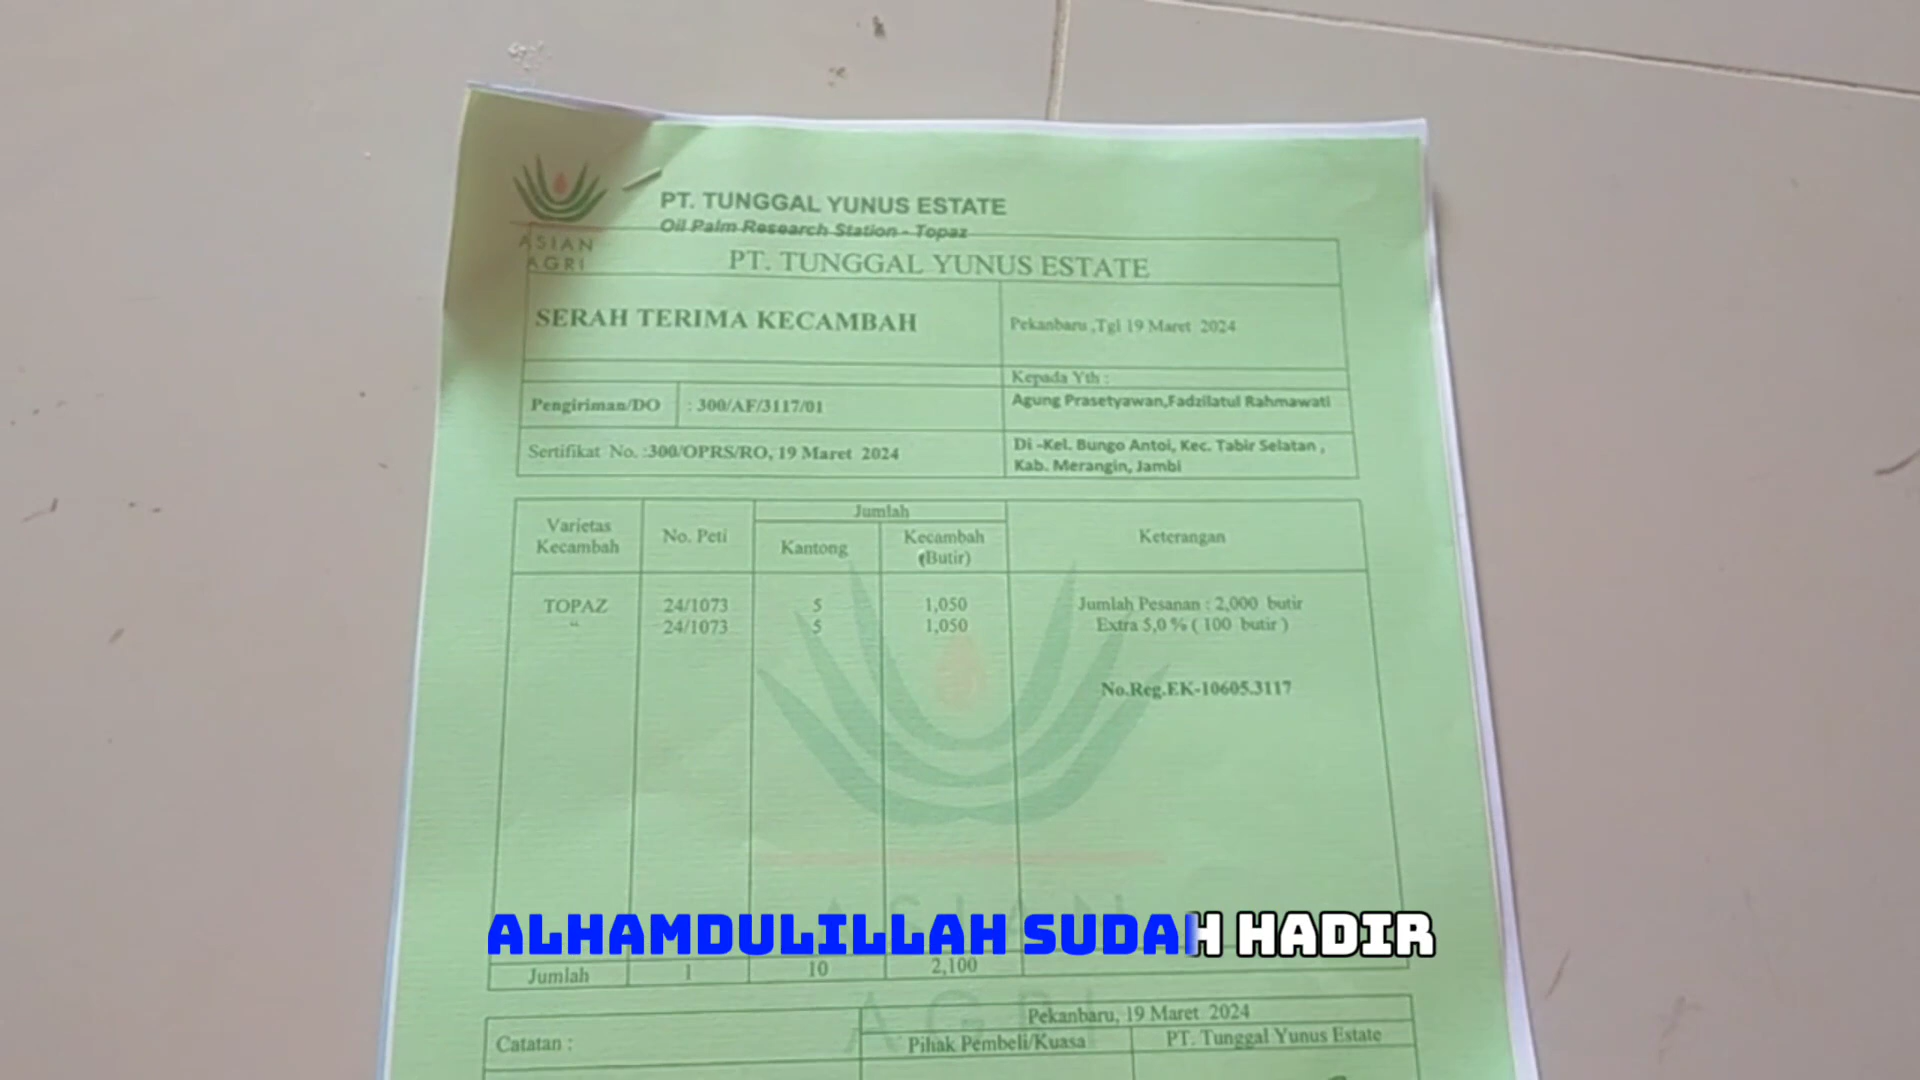 PT. TUNGGAL YUNUS ESTATE
Oil Palm Research Station - Topaz
ASIAN
AGRI
PT. TUNGGAL YUNUS ESTATE
SERAH TERIMA KECAMBAH
Pekanbaru ,Tgl 19 Maret 2024
Kepada Yth :
Pengiriman/DO : 300/AF/3117/01
Agung Prasetyawan,Fadzilatul Rahmawati
Sertifikat No. :300/OPRS/RO, 19 Maret 2024
Di -Kel. Bungo Antoi, Kec. Tabir Selatan ,
Kab. Merangin, Jambi
Varietas
Kecambah
No. Peti
Jumlah
Kantong
Kecambah
(Butir)
Keterangan
TOPAZ 24/1073 5 1,050 Jumlah Pesanan : 2,000 butir
" 24/1073 5 1,050 Extra 5,0 % ( 100 butir )
No.Reg.EK-10605.3117
ALHAMDULILLAH SUDAH HADIR
Jumlah 1 10 2,100
ASIAN
AGRI
Pekanbaru, 19 Maret 2024
Catatan :
Pihak Pembeli/Kuasa
PT. Tunggal Yunus Estate